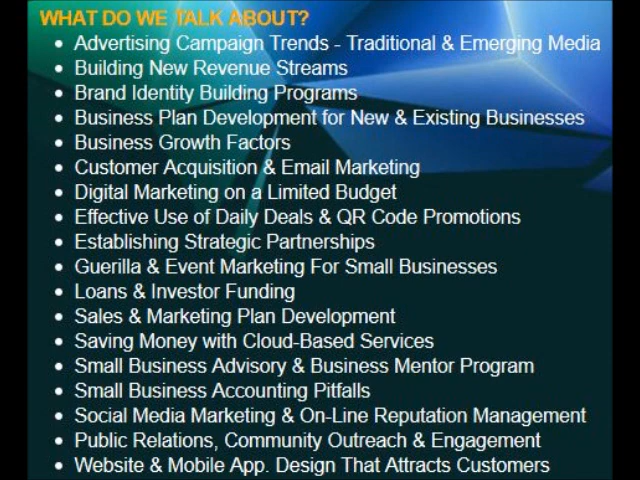 WHAT DO WE TALK ABOUT?
• Advertising Campaign Trends - Traditional & Emerging Media
• Building New Revenue Streams
• Brand Identity Building Programs
• Business Plan Development for New & Existing Businesses
• Business Growth Factors
• Customer Acquisition & Email Marketing
• Digital Marketing on a Limited Budget
• Effective Use of Daily Deals & QR Code Promotions
• Establishing Strategic Partnerships
• Guerilla & Event Marketing For Small Businesses
• Loans & Investor Funding
• Sales & Marketing Plan Development
• Saving Money with Cloud-Based Services
• Small Business Advisory & Business Mentor Program
• Small Business Accounting Pitfalls
• Social Media Marketing & On-Line Reputation Management
• Public Relations, Community Outreach & Engagement
• Website & Mobile App. Design That Attracts Customers